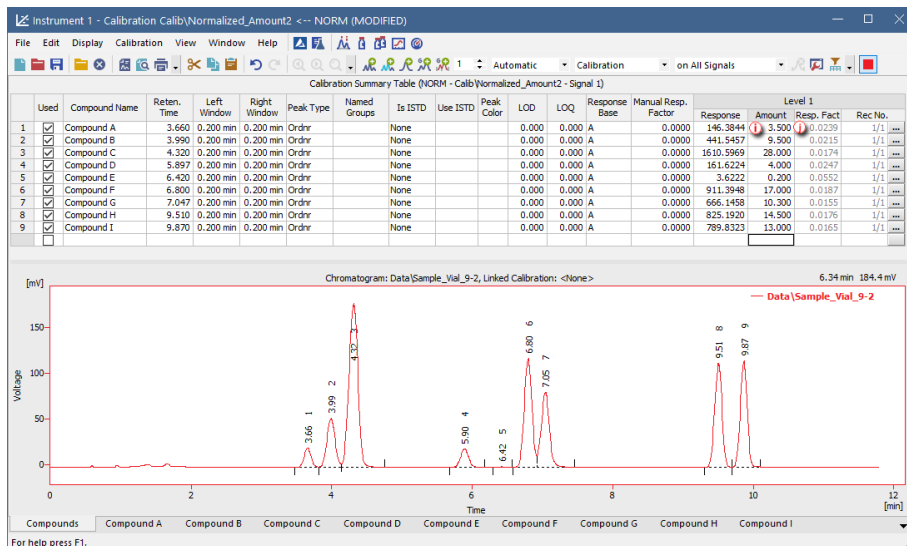 Instrument 1 - Calibration Calib\Normalized_Amount2 <-- NORM (MODIFIED)
File Edit Display Calibration View Window Help
1 Automatic Calibration on All Signals
Calibration Summary Table (NORM - Calib\Normalized_Amount2 - Signal 1)
Used Compound Name Reten. Time Left Window Right Window Peak Type Named Groups Is ISTD Use ISTD Peak Color LOD LOQ Response Base Manual Resp. Factor Level 1
Response Amount Resp. Fact Rec No.
1 Compound A 3.660 0.200 min 0.200 min Ordnr None 0.000 0.000 A 0.0000 146.3844 i 3.500 j 0.0239 1/1 ...
2 Compound B 3.990 0.200 min 0.200 min Ordnr None 0.000 0.000 A 0.0000 441.5457 9.500 0.0215 1/1 ...
3 Compound C 4.320 0.200 min 0.200 min Ordnr None 0.000 0.000 A 0.0000 1610.5969 28.000 0.0174 1/1 ...
4 Compound D 5.897 0.200 min 0.200 min Ordnr None 0.000 0.000 A 0.0000 161.6224 4.000 0.0247 1/1 ...
5 Compound E 6.420 0.200 min 0.200 min Ordnr None 0.000 0.000 A 0.0000 3.6222 0.200 0.0552 1/1 ...
6 Compound F 6.800 0.200 min 0.200 min Ordnr None 0.000 0.000 A 0.0000 911.3948 17.000 0.0187 1/1 ...
7 Compound G 7.047 0.200 min 0.200 min Ordnr None 0.000 0.000 A 0.0000 666.1458 10.300 0.0155 1/1 ...
8 Compound H 9.510 0.200 min 0.200 min Ordnr None 0.000 0.000 A 0.0000 825.1920 14.500 0.0176 1/1 ...
9 Compound I 9.870 0.200 min 0.200 min Ordnr None 0.000 0.000 A 0.0000 789.8323 13.000 0.0165 1/1 ...
Chromatogram: Data\Sample_Vial_9-2, Linked Calibration: <None> 6.34 min 184.4 mV
[mV]
Data\Sample_Vial_9-2
150
100
50
0
Voltage
3.66 1
3.99 2
4.32 3
5.90 4
6.42 5
6.80 6
7.05 7
9.51 8
9.87 9
0 2 4 6 8 10 12
Time [min]
Compounds Compound A Compound B Compound C Compound D Compound E Compound F Compound G Compound H Compound I
For help press F1.